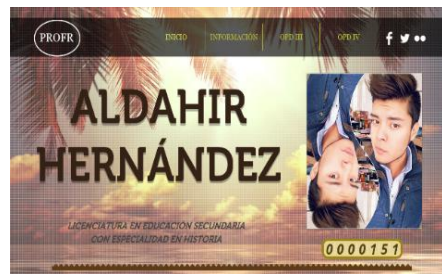 PROFR
INICIO
INFORMACIÓN
OPD III
OPD IV
ALDAHIR
HERNÁNDEZ
LICENCIATURA EN EDUCACIÓN SECUNDARIA
CON ESPECIALIDAD EN HISTORIA
0000151